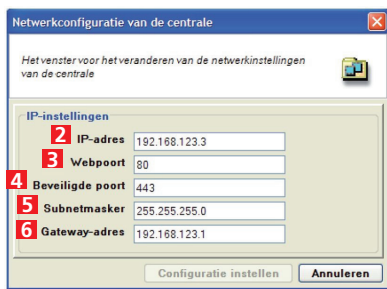 Netwerkconfiguratie van de centrale
Het venster voor het veranderen van de netwerkinstellingen
van de centrale
IP-instellingen
2 IP-adres 192.168.123.3
3 Webpoort 80
4 Beveiligde poort 443
5 Subnetmasker 255.255.255.0
6 Gateway-adres 192.168.123.1
Configuratie instellen Annuleren